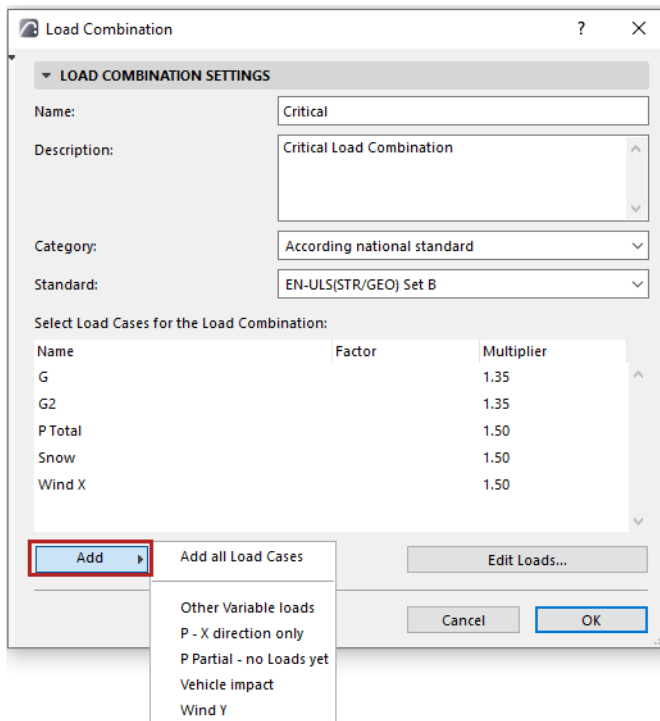 Load Combination ?
LOAD COMBINATION SETTINGS
Name: Critical
Description: Critical Load Combination
Category: According national standard
Standard: EN-ULS(STR/GEO) Set B
Select Load Cases for the Load Combination:
Name Factor Multiplier
G 1.35
G2 1.35
P Total 1.50
Snow 1.50
Wind X 1.50
Add Add all Load Cases Edit Loads...
Other Variable loads
Cancel OK
P - X direction only
P Partial - no Loads yet
Vehicle impact
Wind Y